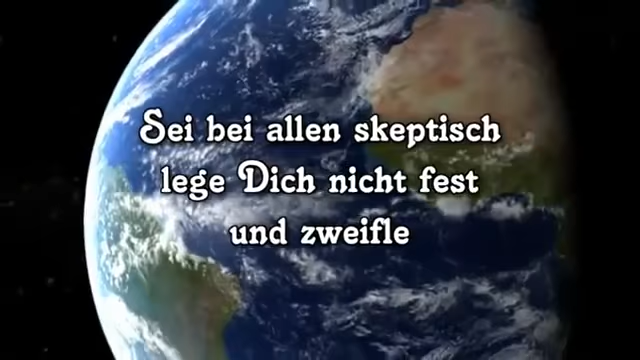 Sei bei allen skeptisch
lege Dich nicht fest
und zweifle